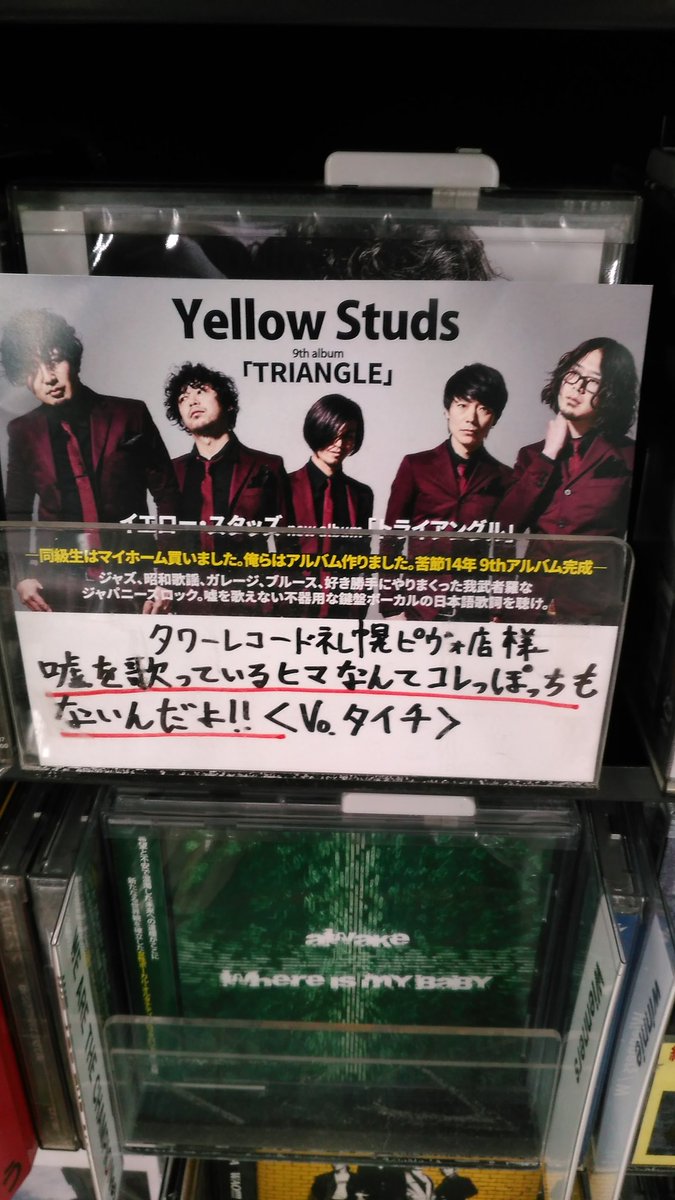 Yellow Studs
9th album
「TRIANGLE」
イエロー・スタッズ new album 「トライアングル」
―同級生はマイホーム買いました。俺らはアルバム作りました。苦節14年 9thアルバム完成―
ジャズ、昭和歌謡、ガレージ、ブルース、好き勝手にやりまくった我武者羅な
ジャパニーズロック。嘘を歌えない不器用な鍵盤ボーカルの日本語歌詞を聴け。
タワーレコード札幌ピヴォ店様
嘘を歌っているヒマなんてコレっぽっちも
ないんだよ!! <Vo.タイチ>
awake
Where is my BaBY
WE ARE THE
Winners
Winnie